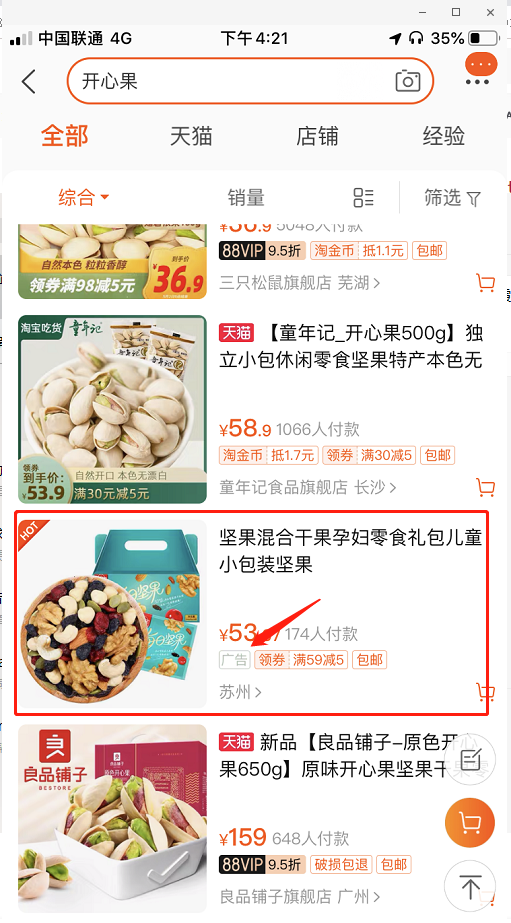 中国联通 4G
下午4:21
35%
开心果
全部
天猫
店铺
经验
综合
销量
筛选
自然本色 粒粒香醇
领券满98减5元
到手价
36.9
5048人付款
88VIP 9.5折 淘金币 抵1.1元 包邮
三只松鼠旗舰店 芜湖
淘宝吃货 童年记
领券
到手价:
¥53.9
自然开口 本色无漂白
满30元减5元
天猫 【童年记_开心果500g】独
立小包休闲零食坚果特产本色无
¥58.9 1066人付款
淘金币 抵1.7元 领券 满30减5 包邮
童年记食品旗舰店 长沙
HOT
每日坚果
坚果混合干果孕妇零食礼包儿童
小包装坚果
174人付款
广告 领券 满59减5 包邮
苏州
良品铺子
BESTORE
天猫 新品【良品铺子-原色开心
果650g】原味开心果坚果干
¥159 648人付款
88VIP 9.5折 破损包退 包邮
良品铺子旗舰店 广州